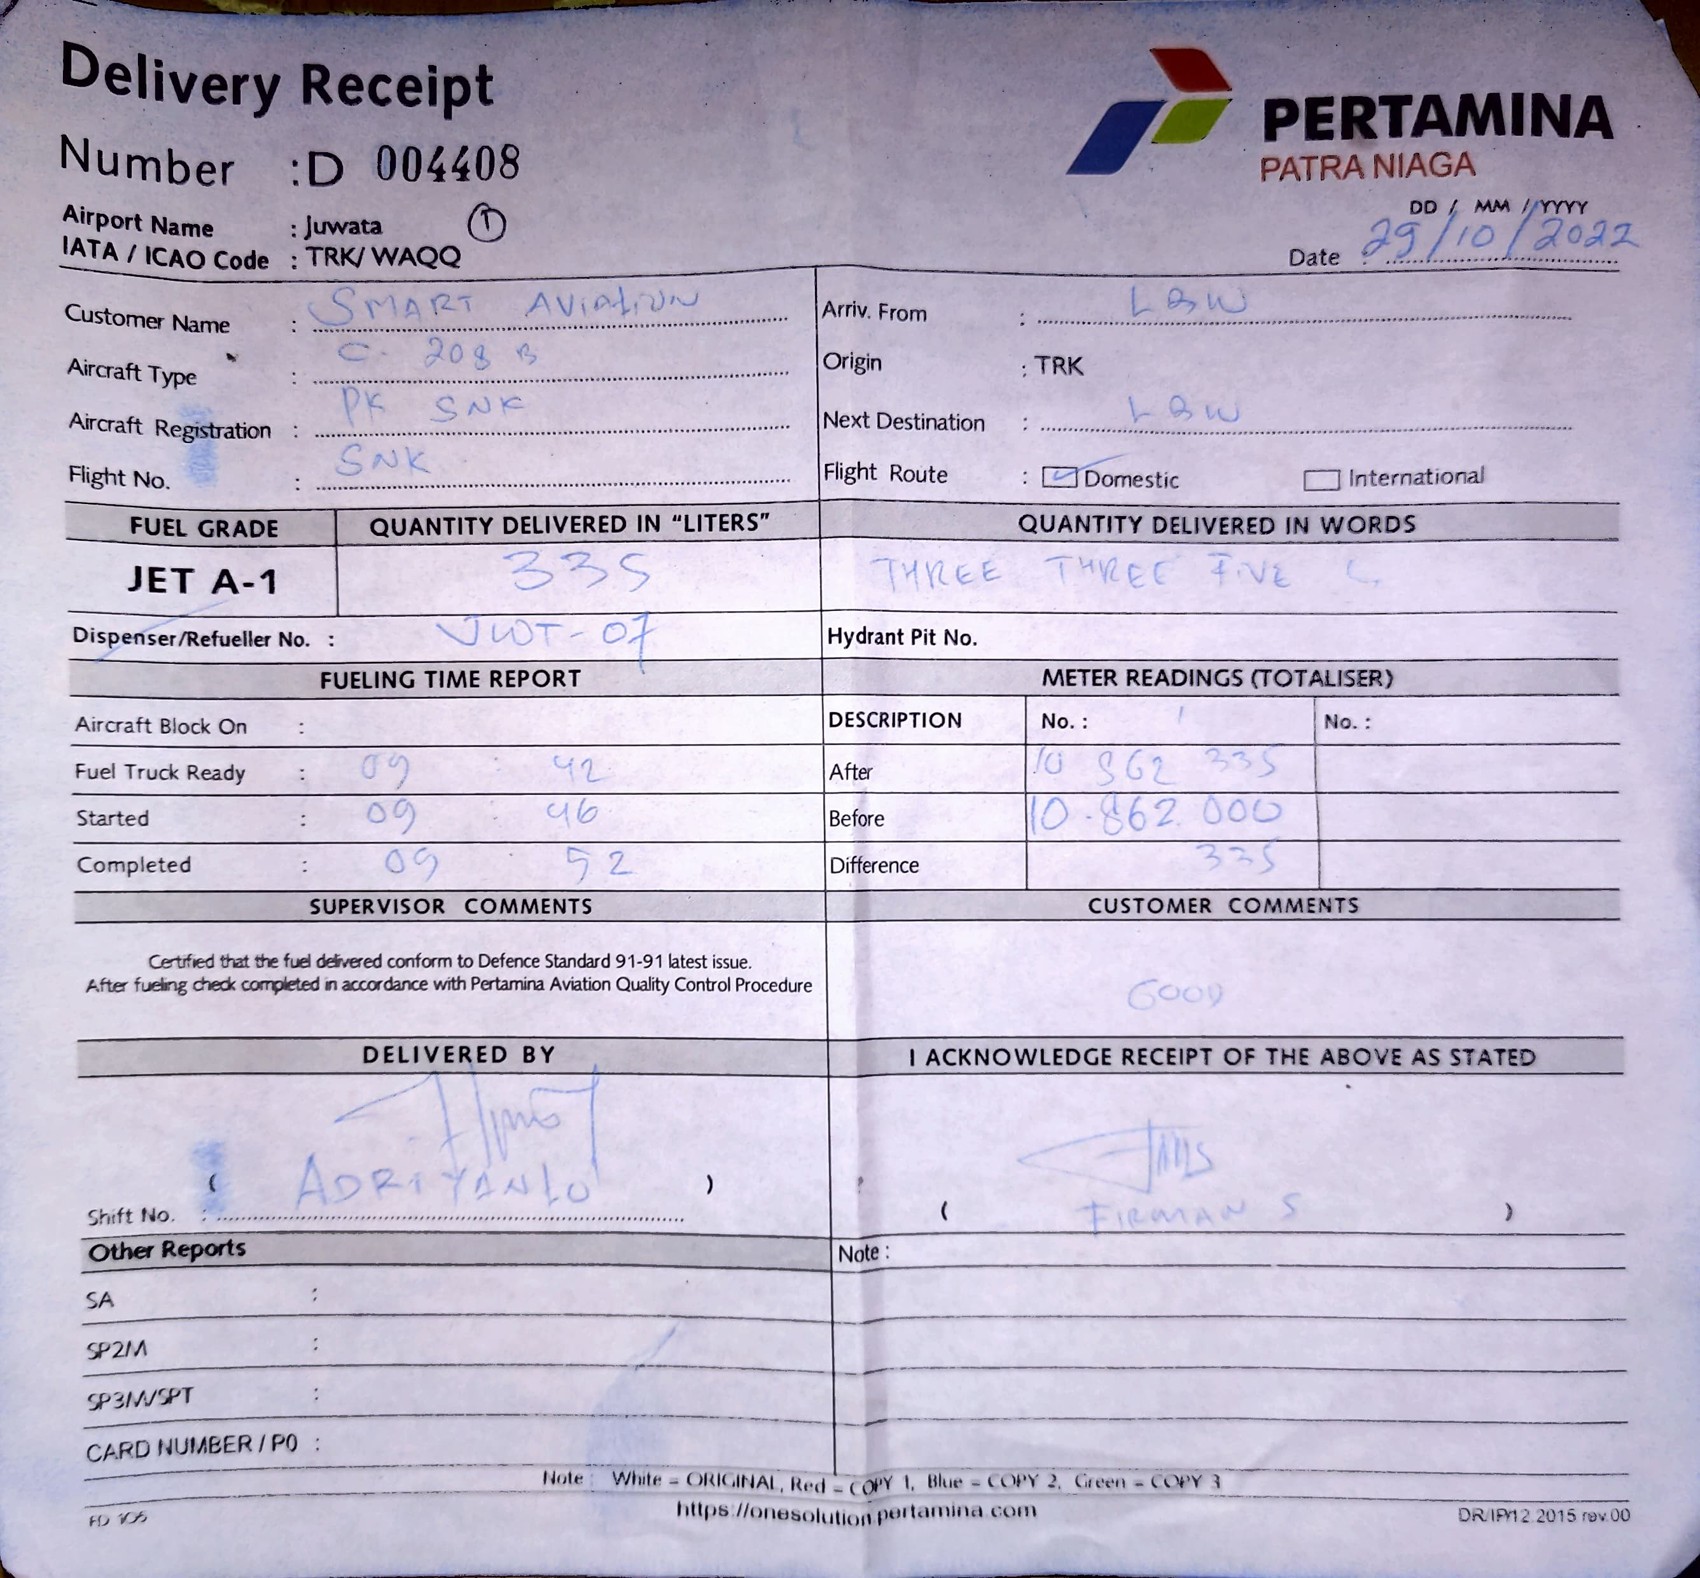 Delivery Receipt
PERTAMINA
PATRA NIAGA
Number :D 004408
Airport Name : Juwata 1
IATA / ICAO Code : TRK/ WAQQ
DD / MM / YYYY
Date : 29/10/2022
Customer Name : SMART AVIATION
Arriv. From : LBW
Aircraft Type : C 208 B
Origin : TRK
Aircraft Registration : PK SNK
Next Destination : LBW
Flight No. : SNK
Flight Route : Domestic International
FUEL GRADE QUANTITY DELIVERED IN "LITERS" QUANTITY DELIVERED IN WORDS
JET A-1 335 THREE THREE FIVE L
Dispenser/Refueller No. : JWT-07 Hydrant Pit No.
FUELING TIME REPORT METER READINGS (TOTALISER)
Aircraft Block On : DESCRIPTION No. : 1 No. :
Fuel Truck Ready : 09 : 42 After 10 862 335
Started : 09 : 46 Before 10.862.000
Completed : 09 : 52 Difference 335
SUPERVISOR COMMENTS CUSTOMER COMMENTS
Certified that the fuel delivered conform to Defence Standard 91-91 latest issue.
After fueling check completed in accordance with Pertamina Aviation Quality Control Procedure
GOOD
DELIVERED BY I ACKNOWLEDGE RECEIPT OF THE ABOVE AS STATED
( ADRIYANTO )
Shift No. :
( FIRMAN S )
Other Reports Note :
SA :
SP2M :
SP3M/SPT :
CARD NUMBER / PO :
Note : White = ORIGINAL, Red = COPY 1, Blue = COPY 2, Green = COPY 3
https://onesolution.pertamina.com
FD 105 DR/IP/12.2015 rev.00